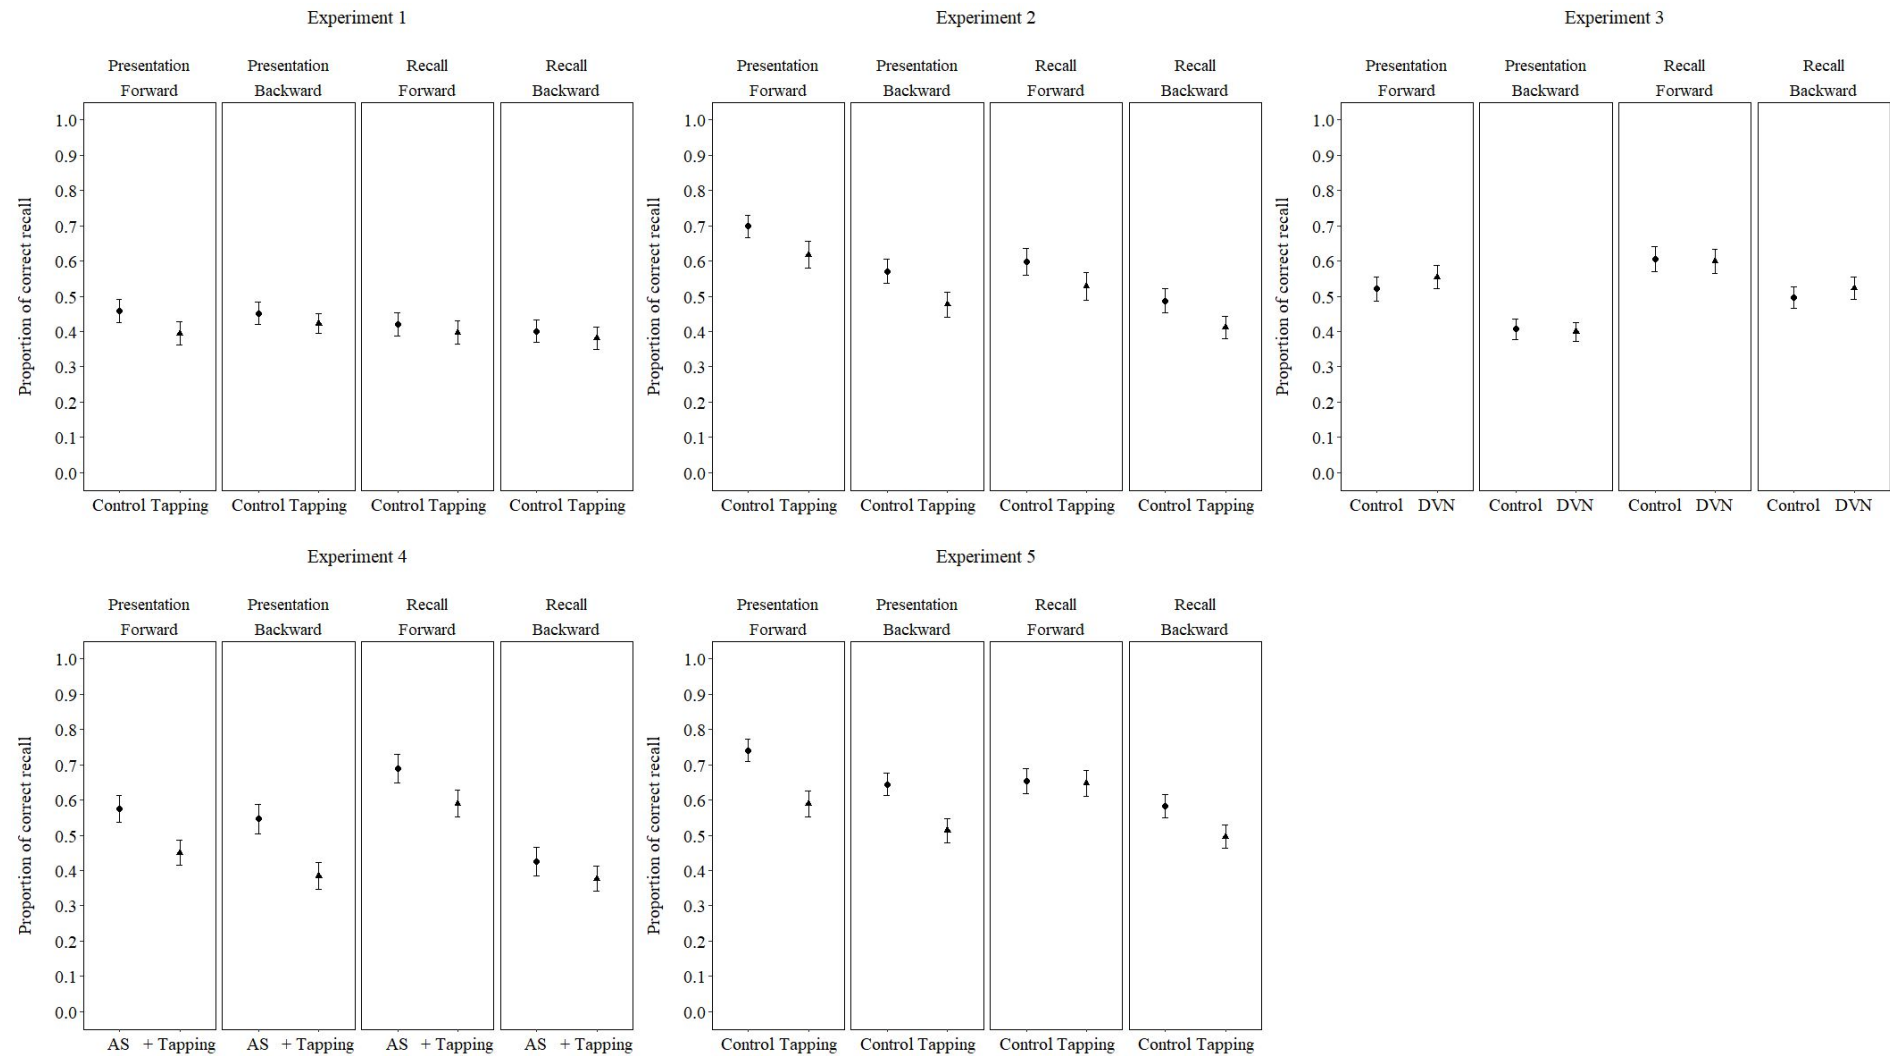 Experiment 1
Presentation Presentation Recall Recall
Forward Backward Forward Backward
Proportion of correct recall
1.0
0.9
0.8
0.7
0.6
0.5
0.4
0.3
0.2
0.1
0.0
Control Tapping Control Tapping Control Tapping Control Tapping
Experiment 2
Presentation Presentation Recall Recall
Forward Backward Forward Backward
Proportion of correct recall
1.0
0.9
0.8
0.7
0.6
0.5
0.4
0.3
0.2
0.1
0.0
Control Tapping Control Tapping Control Tapping Control Tapping
Experiment 3
Presentation Presentation Recall Recall
Forward Backward Forward Backward
Proportion of correct recall
1.0
0.9
0.8
0.7
0.6
0.5
0.4
0.3
0.2
0.1
0.0
Control DVN Control DVN Control DVN Control DVN
Experiment 4
Presentation Presentation Recall Recall
Forward Backward Forward Backward
Proportion of correct recall
1.0
0.9
0.8
0.7
0.6
0.5
0.4
0.3
0.2
0.1
0.0
AS + Tapping AS + Tapping AS + Tapping AS + Tapping
Experiment 5
Presentation Presentation Recall Recall
Forward Backward Forward Backward
Proportion of correct recall
1.0
0.9
0.8
0.7
0.6
0.5
0.4
0.3
0.2
0.1
0.0
Control Tapping Control Tapping Control Tapping Control Tapping